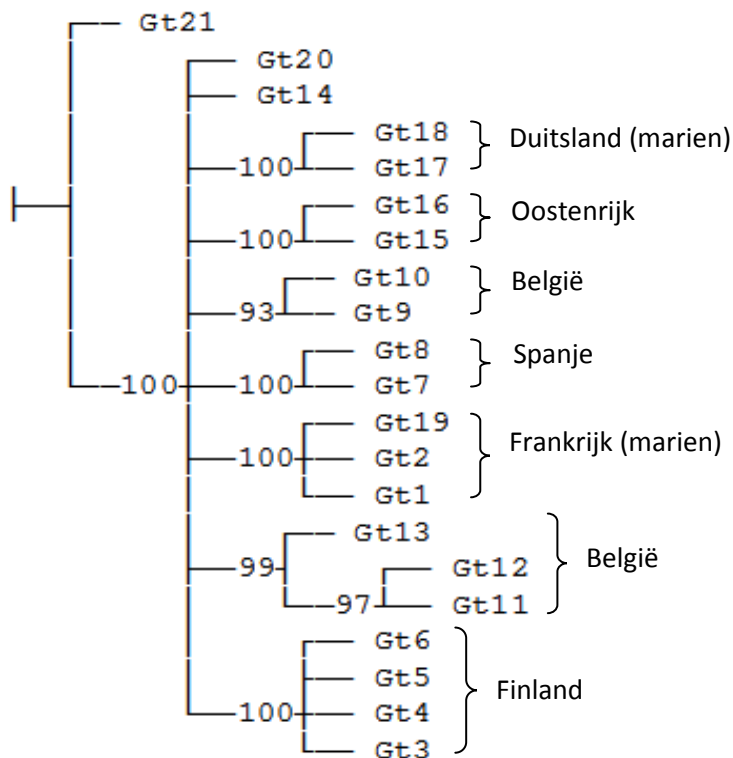 Gt21
Gt20
Gt14
Gt18
Duitsland (marien)
100
Gt17
Gt16
Oostenrijk
100
Gt15
Gt10
België
93
Gt9
Gt8
Spanje
100
100
Gt7
Gt19
Frankrijk (marien)
100
Gt2
Gt1
Gt13
België
99
Gt12
97
Gt11
Gt6
Gt5
Finland
100
Gt4
Gt3